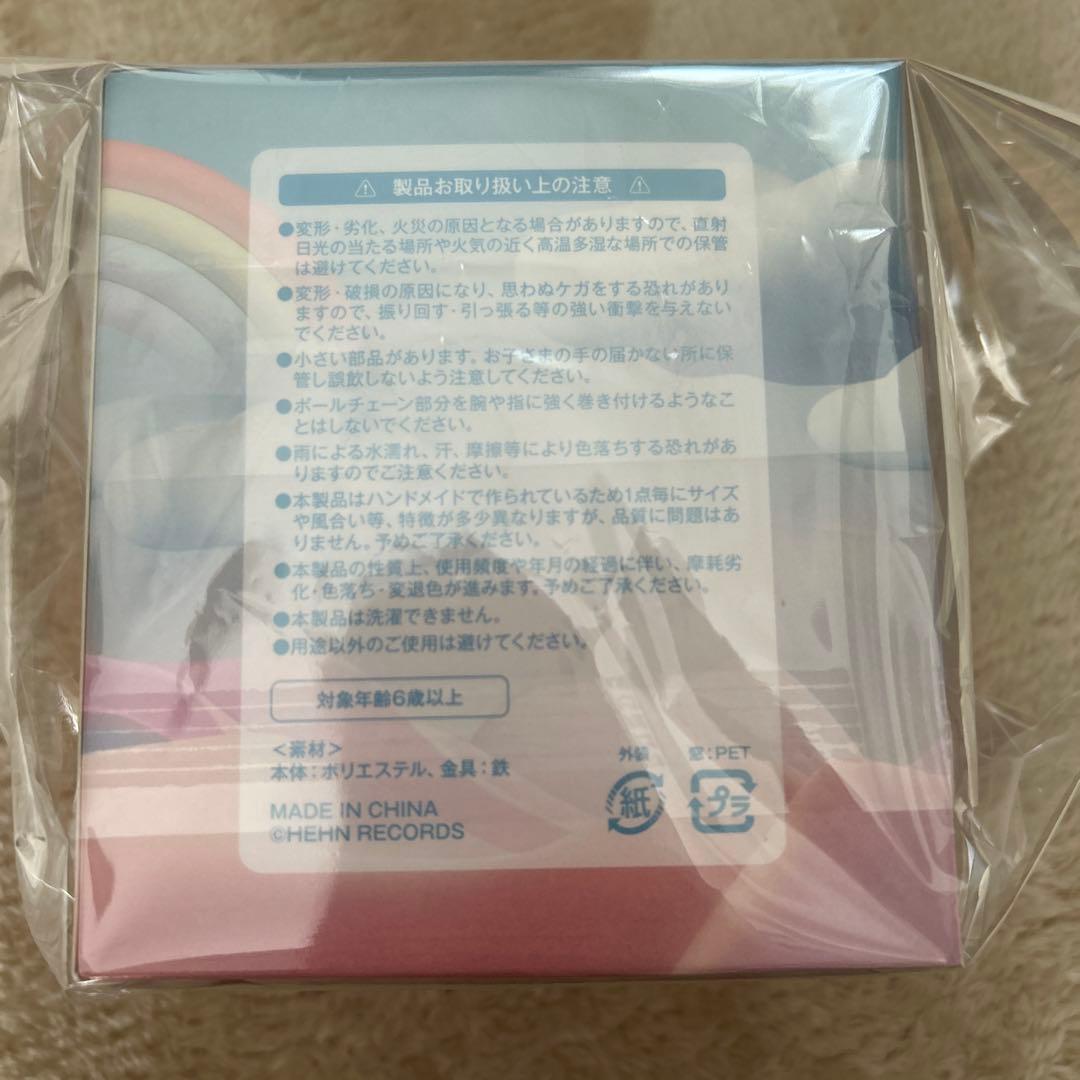 ⚠ 製品お取り扱い上の注意 ⚠
●変形・劣化、火災の原因となる場合がありますので、直射
日光の当たる場所や火気の近く高温多湿な場所での保管
は避けてください。
●変形・破損の原因になり、思わぬケガをする恐れがあり
ますので、振り回す・引っ張る等の強い衝撃を与えない
でください。
●小さい部品があります。お子さまの手の届かない所に保
管し誤飲しないよう注意してください。
●ボールチェーン部分を腕や指に強く巻き付けるようなこ
とはしないでください。
●雨による水濡れ、汗、摩擦等により色落ちする恐れがあ
りますのでご注意ください。
●本製品はハンドメイドで作られているため1点毎にサイズ
や風合い等、特徴が多少異なりますが、品質に問題はあ
りません。予めご了承ください。
●本製品の性質上、使用頻度や年月の経過に伴い、摩耗劣
化・色落ち・変退色が進みます。予めご了承ください。
●本製品は洗濯できません。
●用途以外のご使用は避けてください。
対象年齢6歳以上
＜素材＞
本体：ポリエステル、金具：鉄
MADE IN CHINA
©HEHN RECORDS
外箱
紙
窓：PET
プラ